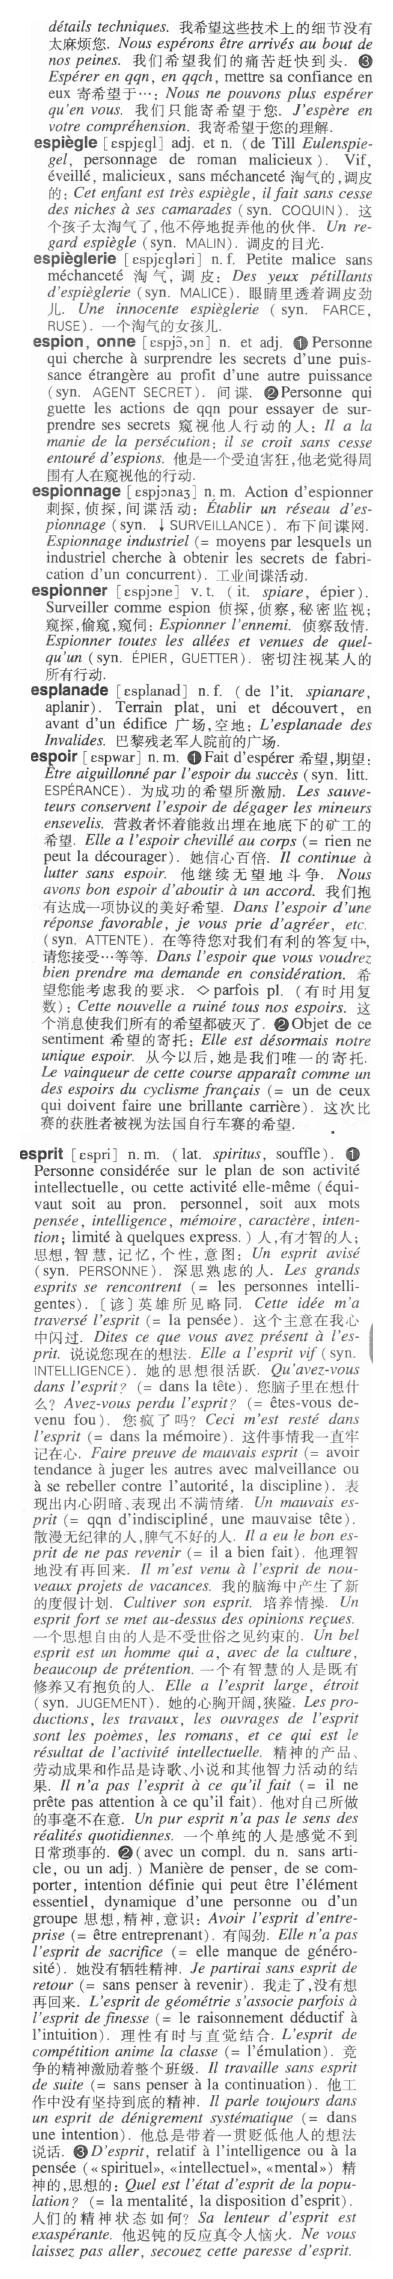 détails techniques. 我希望这些技术上的细节没有
太麻烦您. Nous espérons être arrivés au bout de
nos peines. 我们希望我们的痛苦赶快到头. ❸
Espérer en qqn, en qqch, mettre sa confiance en
eux 寄希望于…: Nous ne pouvons plus espérer
qu'en vous. 我们只能寄希望于您. J'espère en
votre compréhension. 我寄希望于您的理解.
espiègle [ɛspjɛgl] adj. et n. (de Till Eulenspie-
gel, personnage de roman malicieux). Vif,
éveillé, malicieux, sans méchanceté 淘气的,调皮
的: Cet enfant est très espiègle, il fait sans cesse
des niches à ses camarades (syn. COQUIN). 这
个孩子太淘气了,他不停地捉弄他的伙伴. Un re-
gard espiègle (syn. MALIN). 调皮的目光.
espièglerie [ɛspjɛgləri] n.f. Petite malice sans
méchanceté 淘气,调皮: Des yeux pétillants
d'espièglerie (syn. MALICE). 眼睛里透着调皮劲
儿. Une innocente espièglerie (syn. FARCE,
RUSE). 一个淘气的女孩儿.
espion, onne [ɛspjɔ̃,ɔn] n. et adj. ❶Personne
qui cherche à surprendre les secrets d'une puis-
sance étrangère au profit d'une autre puissance
(syn. AGENT SECRET). 间谍. ❷Personne qui
guette les actions de qqn pour essayer de sur-
prendre ses secrets 窥视他人行动的人: Il a la
manie de la persécution; il se croit sans cesse
entouré d'espions. 他是一个受迫害狂,他老觉得周
围有人在窥视他的行动.
espionnage [ɛspjɔnaʒ] n.m. Action d'espionner
刺探,侦探,间谍活动: Établir un réseau d'es-
pionnage (syn. ↓SURVEILLANCE). 布下间谍网.
Espionnage industriel (= moyens par lesquels un
industriel cherche à obtenir les secrets de fabri-
cation d'un concurrent). 工业间谍活动.
espionner [ɛspjɔne] v.t. (it. spiare, épier).
Surveiller comme espion 侦探,侦察,秘密监视;
窥探,偷窥,窥伺: Espionner l'ennemi. 侦察敌情.
Espionner toutes les allées et venues de quel-
qu'un (syn. ÉPIER, GUETTER). 密切注视某人的
所有行动.
esplanade [ɛsplanad] n.f. (de l'it. spianare,
aplanir). Terrain plat, uni et découvert, en
avant d'un édifice 广场,空地: L'esplanade des
Invalides. 巴黎残老军人院前的广场.
espoir [ɛspwar] n.m. ❶Fait d'espérer 希望,期望:
Être aiguillonné par l'espoir du succès (syn. litt.
ESPÉRANCE). 为成功的希望所激励. Les sauve-
teurs conservent l'espoir de dégager les mineurs
ensevelis. 营救者怀着能救出埋在地底下的矿工的
希望. Elle a l'espoir chevillé au corps (= rien ne
peut la décourager). 她信心百倍. Il continue à
lutter sans espoir. 他继续无望地斗争. Nous
avons bon espoir d'aboutir à un accord. 我们抱
有达成一项协议的美好希望. Dans l'espoir d'une
réponse favorable, je vous prie d'agréer, etc.
(syn. ATTENTE). 在等待您对我们有利的答复中,
请您接受…等等. Dans l'espoir que vous voudrez
bien prendre ma demande en considération. 希
望您能考虑我的要求. ◇parfois pl. (有时用复
数): Cette nouvelle a ruiné tous nos espoirs. 这
个消息使我们所有的希望都破灭了. ❷Objet de ce
sentiment 希望的寄托: Elle est désormais notre
unique espoir. 从今以后,她是我们唯一的寄托.
Le vainqueur de cette course apparaît comme un
des espoirs du cyclisme français (= un de ceux
qui doivent faire une brillante carrière). 这次比
赛的获胜者被视为法国自行车赛的希望.
esprit [ɛspri] n.m. (lat. spiritus, souffle). ❶
Personne considérée sur le plan de son activité
intellectuelle, ou cette activité elle-même (équi-
vaut soit au pron. personnel, soit aux mots
pensée, intelligence, mémoire, caractère, inten-
tion; limité à quelques express.) 人,有才智的人;
思想,智慧,记忆,个性,意图: Un esprit avisé
(syn. PERSONNE). 深思熟虑的人. Les grands
esprits se rencontrent (= les personnes intelli-
gentes). 〔谚〕英雄所见略同. Cette idée m'a
traversé l'esprit (= la pensée). 这个主意在我心
中闪过. Dites ce que vous avez présent à l'es-
prit. 说说您现在的想法. Elle a l'esprit vif (syn.
INTELLIGENCE). 她的思想很活跃. Qu'avez-vous
dans l'esprit? (= dans la tête). 您脑子里在想什
么? Avez-vous perdu l'esprit? (= êtes-vous de-
venu fou). 您疯了吗? Ceci m'est resté dans
l'esprit (= dans la mémoire). 这件事情我一直牢
记在心. Faire preuve de mauvais esprit (= avoir
tendance à juger les autres avec malveillance ou
à se rebeller contre l'autorité, la discipline). 表
现出内心阴暗、表现出不满情绪. Un mauvais es-
prit (= qqn d'indiscipliné, une mauvaise tête).
散漫无纪律的人,脾气不好的人. Il a eu le bon es-
prit de ne pas revenir (= il a bien fait). 他理智
地没有再回来. Il m'est venu à l'esprit de nou-
veaux projets de vacances. 我的脑海中产生了新
的度假计划. Cultiver son esprit. 培养情操. Un
esprit fort se met au-dessus des opinions reçues.
一个思想自由的人是不受世俗之见约束的. Un bel
esprit est un homme qui a, avec de la culture,
beaucoup de prétention. 一个有智慧的人是既有
修养又有抱负的人. Elle a l'esprit large, étroit
(syn. JUGEMENT). 她的心胸开阔,狭隘. Les pro-
ductions, les travaux, les ouvrages de l'esprit
sont les poèmes, les romans, et ce qui est le
résultat de l'activité intellectuelle. 精神的产品、
劳动成果和作品是诗歌、小说和其他智力活动的结
果. Il n'a pas l'esprit à ce qu'il fait (= il ne
prête pas attention à ce qu'il fait). 他对自己所做
的事毫不在意. Un pur esprit n'a pas le sens des
réalités quotidiennes. 一个单纯的人是感觉不到
日常琐事的. ❷(avec un compl. du n. sans arti-
cle, ou un adj.) Manière de penser, de se com-
porter, intention définie qui peut être l'élément
essentiel, dynamique d'une personne ou d'un
groupe 思想,精神,意识: Avoir l'esprit d'entre-
prise (= être entreprenant). 有闯劲. Elle n'a pas
l'esprit de sacrifice (= elle manque de généro-
sité). 她没有牺牲精神. Je partirai sans esprit de
retour (= sans penser à revenir). 我走了,没有想
再回来. L'esprit de géométrie s'associe parfois à
l'esprit de finesse (= le raisonnement déductif à
l'intuition). 理性有时与直觉结合. L'esprit de
compétition anime la classe (= l'émulation). 竞
争的精神激励着整个班级. Il travaille sans esprit
de suite (= sans penser à la continuation). 他工
作中没有坚持到底的精神. Il parle toujours dans
un esprit de dénigrement systématique (= dans
une intention). 他总是带着一贯贬低他人的想法
说话. ❸D'esprit, relatif à l'intelligence ou à la
pensée («spirituel», «intellectuel», «mental») 精
神的,思想的: Quel est l'état d'esprit de la popu-
lation? (= la mentalité, la disposition d'esprit).
人们的精神状态如何? Sa lenteur d'esprit est
exaspérante. 他迟钝的反应真令人恼火. Ne vous
laissez pas aller, secouez cette paresse d'esprit.